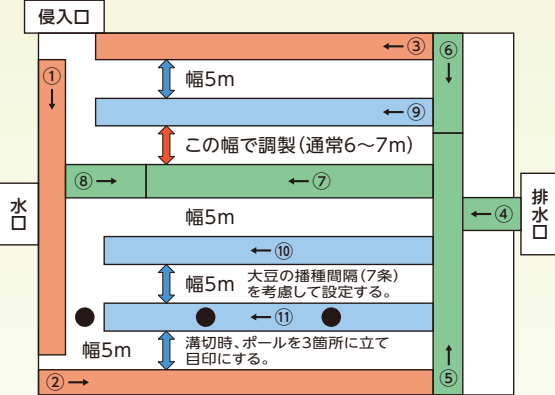 侵入口
①
↓
←③
⑥
↓
幅5m
←⑨
この幅で調製(通常6～7m)
⑧→
←⑦
水口
幅5m
←④
排水口
←⑩
幅5m
大豆の播種間隔(7条)
を考慮して設定する。
←⑪
幅5m
溝切時、ポールを3箇所に立て
目印にする。
②→
↑
⑤